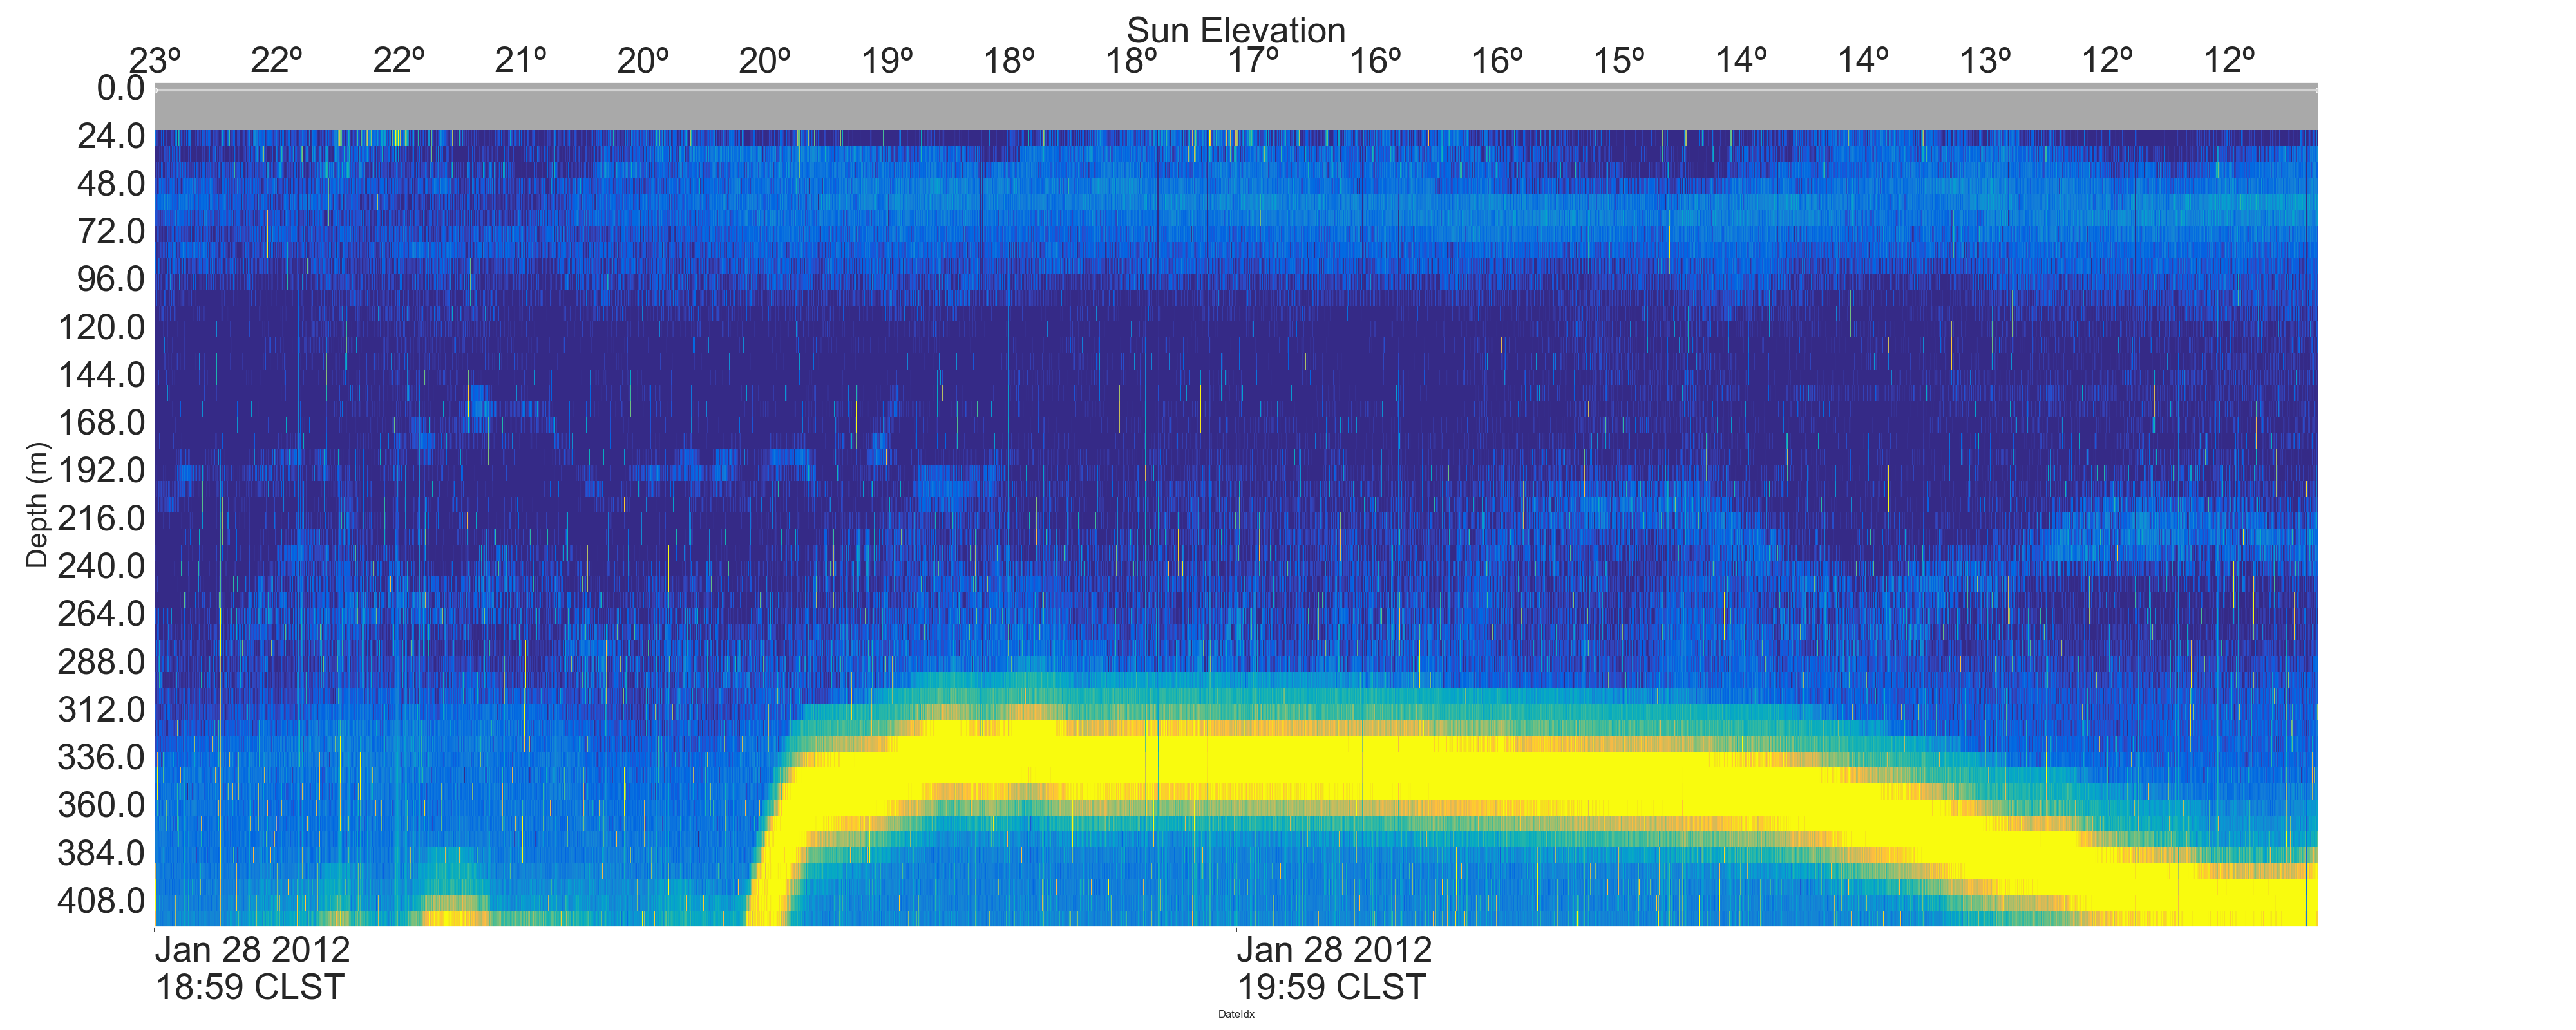 Sun Elevation
23º 22º 22º 21º 20º 20º 19º 18º 18º 17º 16º 16º 15º 14º 14º 13º 12º 12º
0.0
24.0
48.0
72.0
96.0
120.0
144.0
168.0
192.0
216.0
240.0
264.0
288.0
312.0
336.0
360.0
384.0
408.0
Depth (m)
Jan 28 2012
18:59 CLST
Jan 28 2012
19:59 CLST
DateIdx